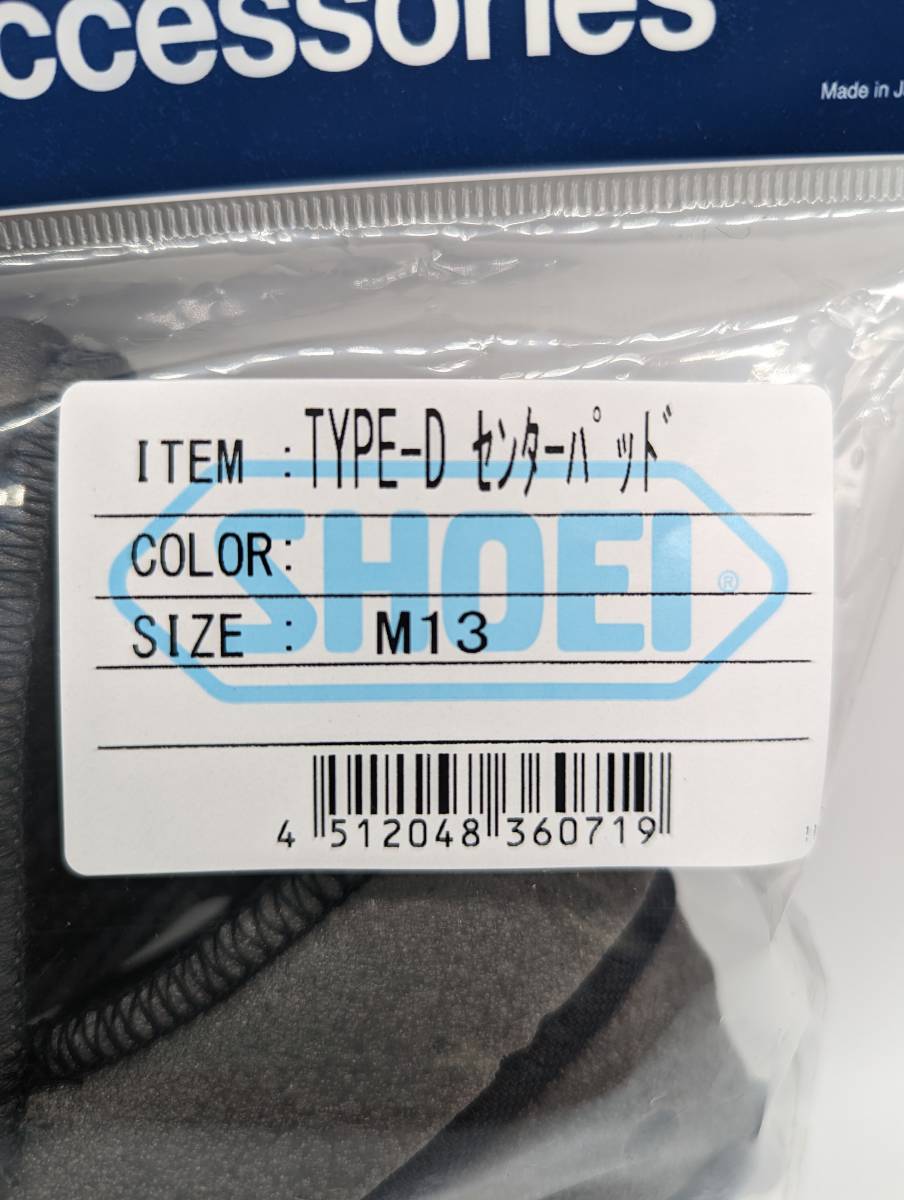 ccessories
Made in J
ITEM : TYPE-D ｾﾝﾀｰﾊﾟｯﾄﾞ
COLOR:
SHOEI ®
SIZE : M13
4 512048 360719